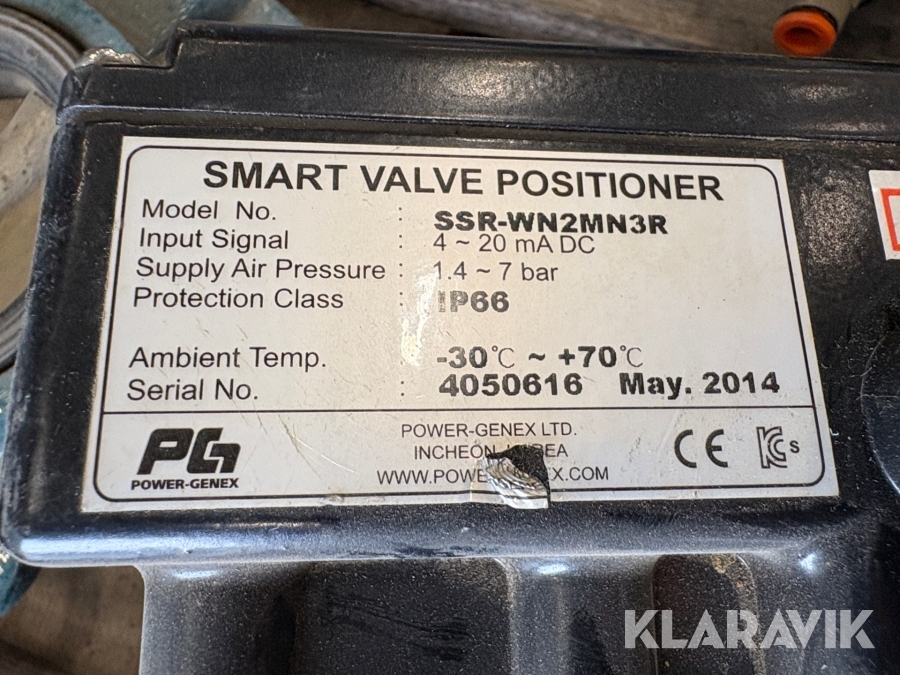 SMART VALVE POSITIONER
Model No. : SSR-WN2MN3R
Input Signal : 4 ~ 20 mA DC
Supply Air Pressure : 1.4 ~ 7 bar
Protection Class : IP66
Ambient Temp. : -30℃ ~ +70℃
Serial No. : 4050616 May. 2014
PG
POWER-GENEX
POWER-GENEX LTD.
INCHEON,
CE
KC s
KLARAVIK